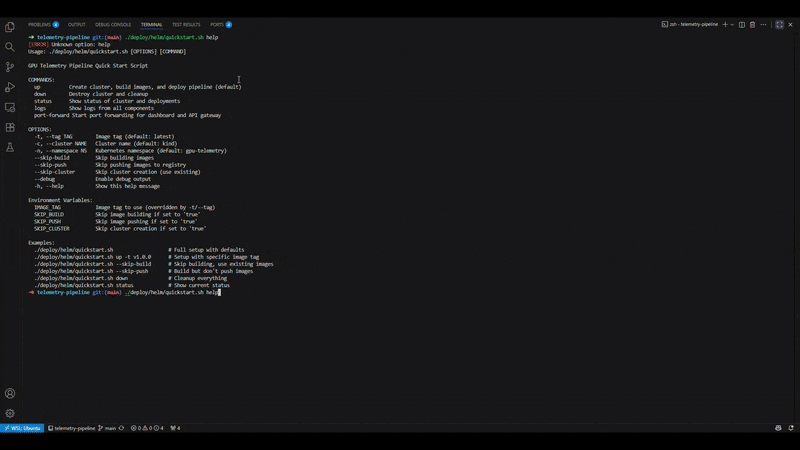 PROBLEMS 6 OUTPUT DEBUG CONSOLE TERMINAL TEST RESULTS PORTS 4
zsh - telemetry-pipeline
➜ telemetry-pipeline git:(main) ./deploy/helm/quickstart.sh help
[ERROR] Unknown option: help
Usage: ./deploy/helm/quickstart.sh [OPTIONS] [COMMAND]
GPU Telemetry Pipeline Quick Start Script
COMMANDS:
up Create cluster, build images, and deploy pipeline (default)
down Destroy cluster and cleanup
status Show status of cluster and deployments
logs Show logs from all components
port-forward Start port forwarding for dashboard and API gateway
OPTIONS:
-t, --tag TAG Image tag (default: latest)
-c, --cluster NAME Cluster name (default: kind)
-n, --namespace NS Kubernetes namespace (default: gpu-telemetry)
--skip-build Skip building images
--skip-push Skip pushing images to registry
--skip-cluster Skip cluster creation (use existing)
--debug Enable debug output
-h, --help Show this help message
Environment Variables:
IMAGE_TAG Image tag to use (overridden by -t/--tag)
SKIP_BUILD Skip image building if set to 'true'
SKIP_PUSH Skip image pushing if set to 'true'
SKIP_CLUSTER Skip cluster creation if set to 'true'
Examples:
./deploy/helm/quickstart.sh # Full setup with defaults
./deploy/helm/quickstart.sh up -t v1.0.0 # Setup with specific image tag
./deploy/helm/quickstart.sh --skip-build # Skip building, use existing images
./deploy/helm/quickstart.sh --skip-push # Build but don't push images
./deploy/helm/quickstart.sh down # Cleanup everything
./deploy/helm/quickstart.sh status # Show current status
➜ telemetry-pipeline git:(main) ./deploy/helm/quickstart.sh help
WSL: Ubuntu telemetry-pipeline main 0 0 4 4